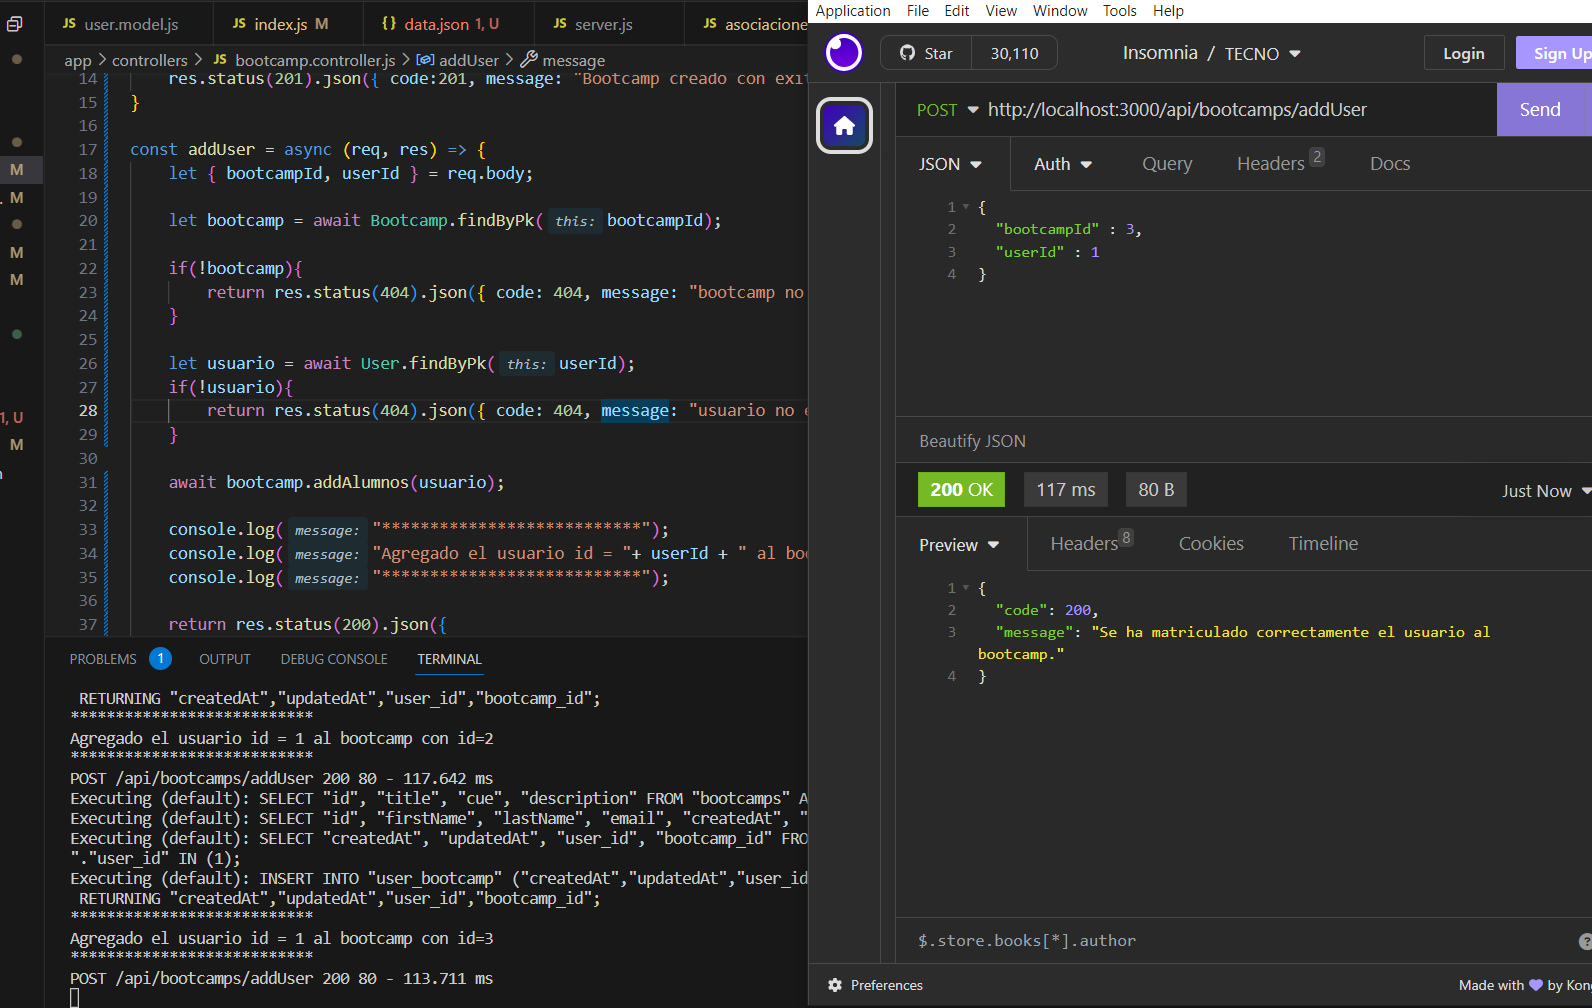 JS user.model.js
JS index.js M
{} data.json 1, U
JS server.js
JS asociacione
app > controllers > JS bootcamp.controller.js > addUser > message
14 res.status(201).json({ code:201, message: "Bootcamp creado con exi
15 }
16
17 const addUser = async (req, res) => {
18 let { bootcampId, userId } = req.body;
19
20 let bootcamp = await Bootcamp.findByPk( this: bootcampId);
21
22 if(!bootcamp){
23 return res.status(404).json({ code: 404, message: "bootcamp no
24 }
25
26 let usuario = await User.findByPk( this: userId);
27 if(!usuario){
28 return res.status(404).json({ code: 404, message: "usuario no
29 }
30
31 await bootcamp.addAlumnos(usuario);
32
33 console.log( message: "***************************");
34 console.log( message: "Agregado el usuario id = "+ userId + " al bo
35 console.log( message: "***************************");
36
37 return res.status(200).json({
M
M
M
M
1, U
M
PROBLEMS 1 OUTPUT DEBUG CONSOLE TERMINAL
RETURNING "createdAt","updatedAt","user_id","bootcamp_id";
***************************
Agregado el usuario id = 1 al bootcamp con id=2
***************************
POST /api/bootcamps/addUser 200 80 - 117.642 ms
Executing (default): SELECT "id", "title", "cue", "description" FROM "bootcamps" A
Executing (default): SELECT "id", "firstName", "lastName", "email", "createdAt", "
Executing (default): SELECT "createdAt", "updatedAt", "user_id", "bootcamp_id" FRO
"."user_id" IN (1);
Executing (default): INSERT INTO "user_bootcamp" ("createdAt","updatedAt","user_id
RETURNING "createdAt","updatedAt","user_id","bootcamp_id";
***************************
Agregado el usuario id = 1 al bootcamp con id=3
***************************
POST /api/bootcamps/addUser 200 80 - 113.711 ms
Application File Edit View Window Tools Help
Star 30,110
Insomnia / TECNO
Login
Sign Up
POST http://localhost:3000/api/bootcamps/addUser
Send
JSON Auth Query Headers 2 Docs
1 {
2 "bootcampId" : 3,
3 "userId" : 1
4 }
Beautify JSON
200 OK 117 ms 80 B Just Now
Preview Headers 8 Cookies Timeline
1 {
2 "code": 200,
3 "message": "Se ha matriculado correctamente el usuario al
bootcamp."
4 }
$.store.books[*].author
?
Preferences
Made with by Kon